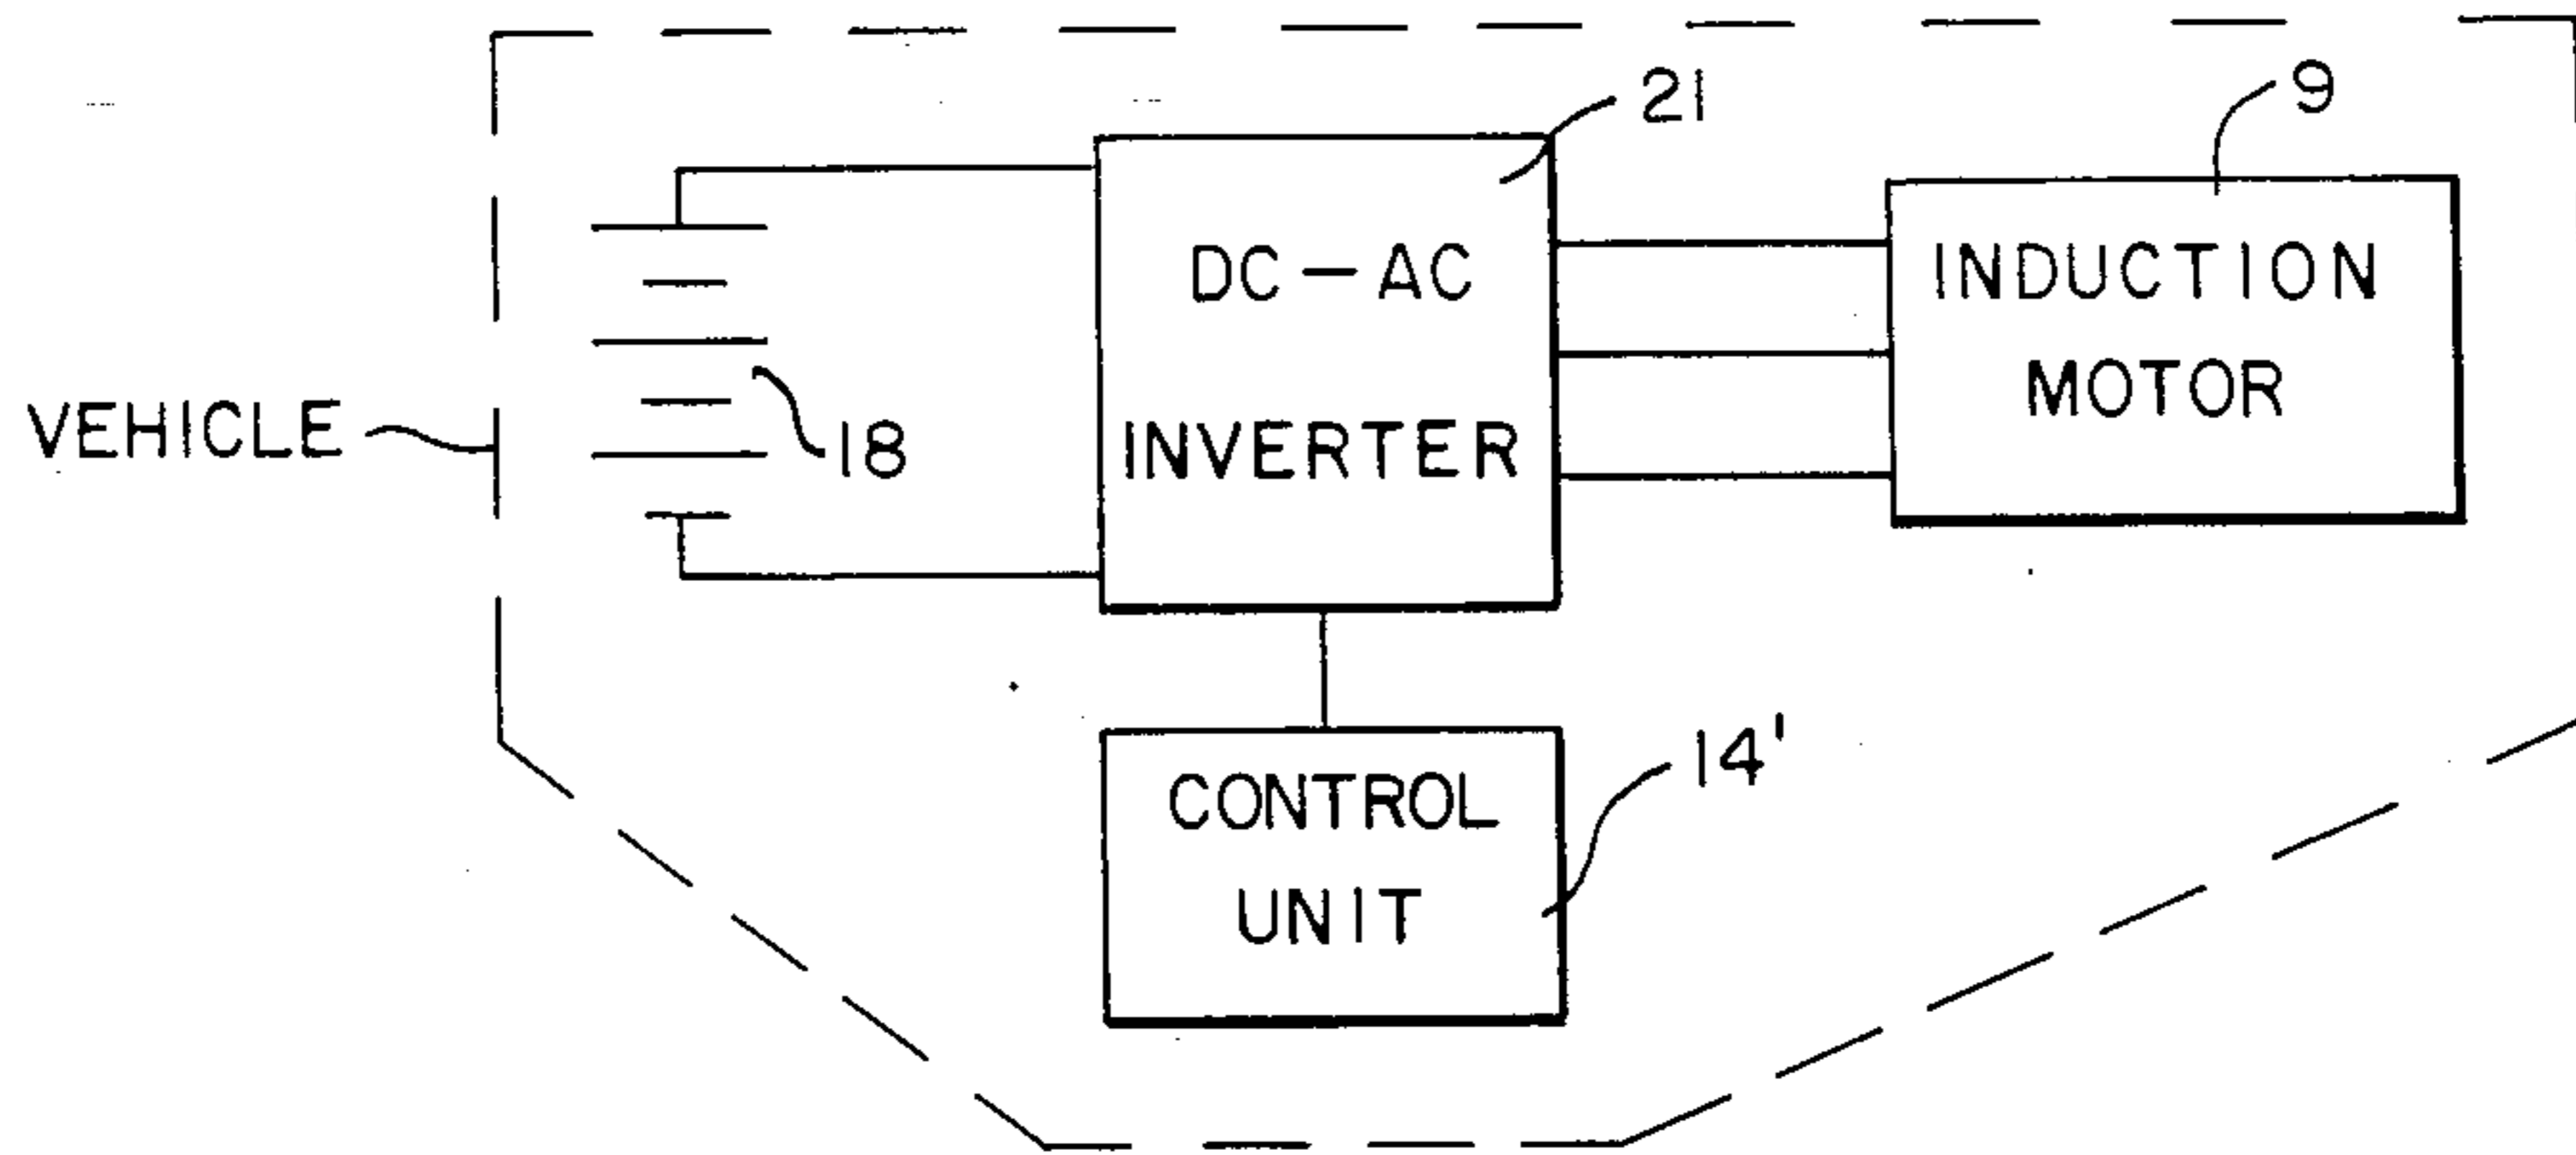 21
9
DC-AC
INVERTER
INDUCTION
MOTOR
VEHICLE
18
14'
CONTROL
UNIT